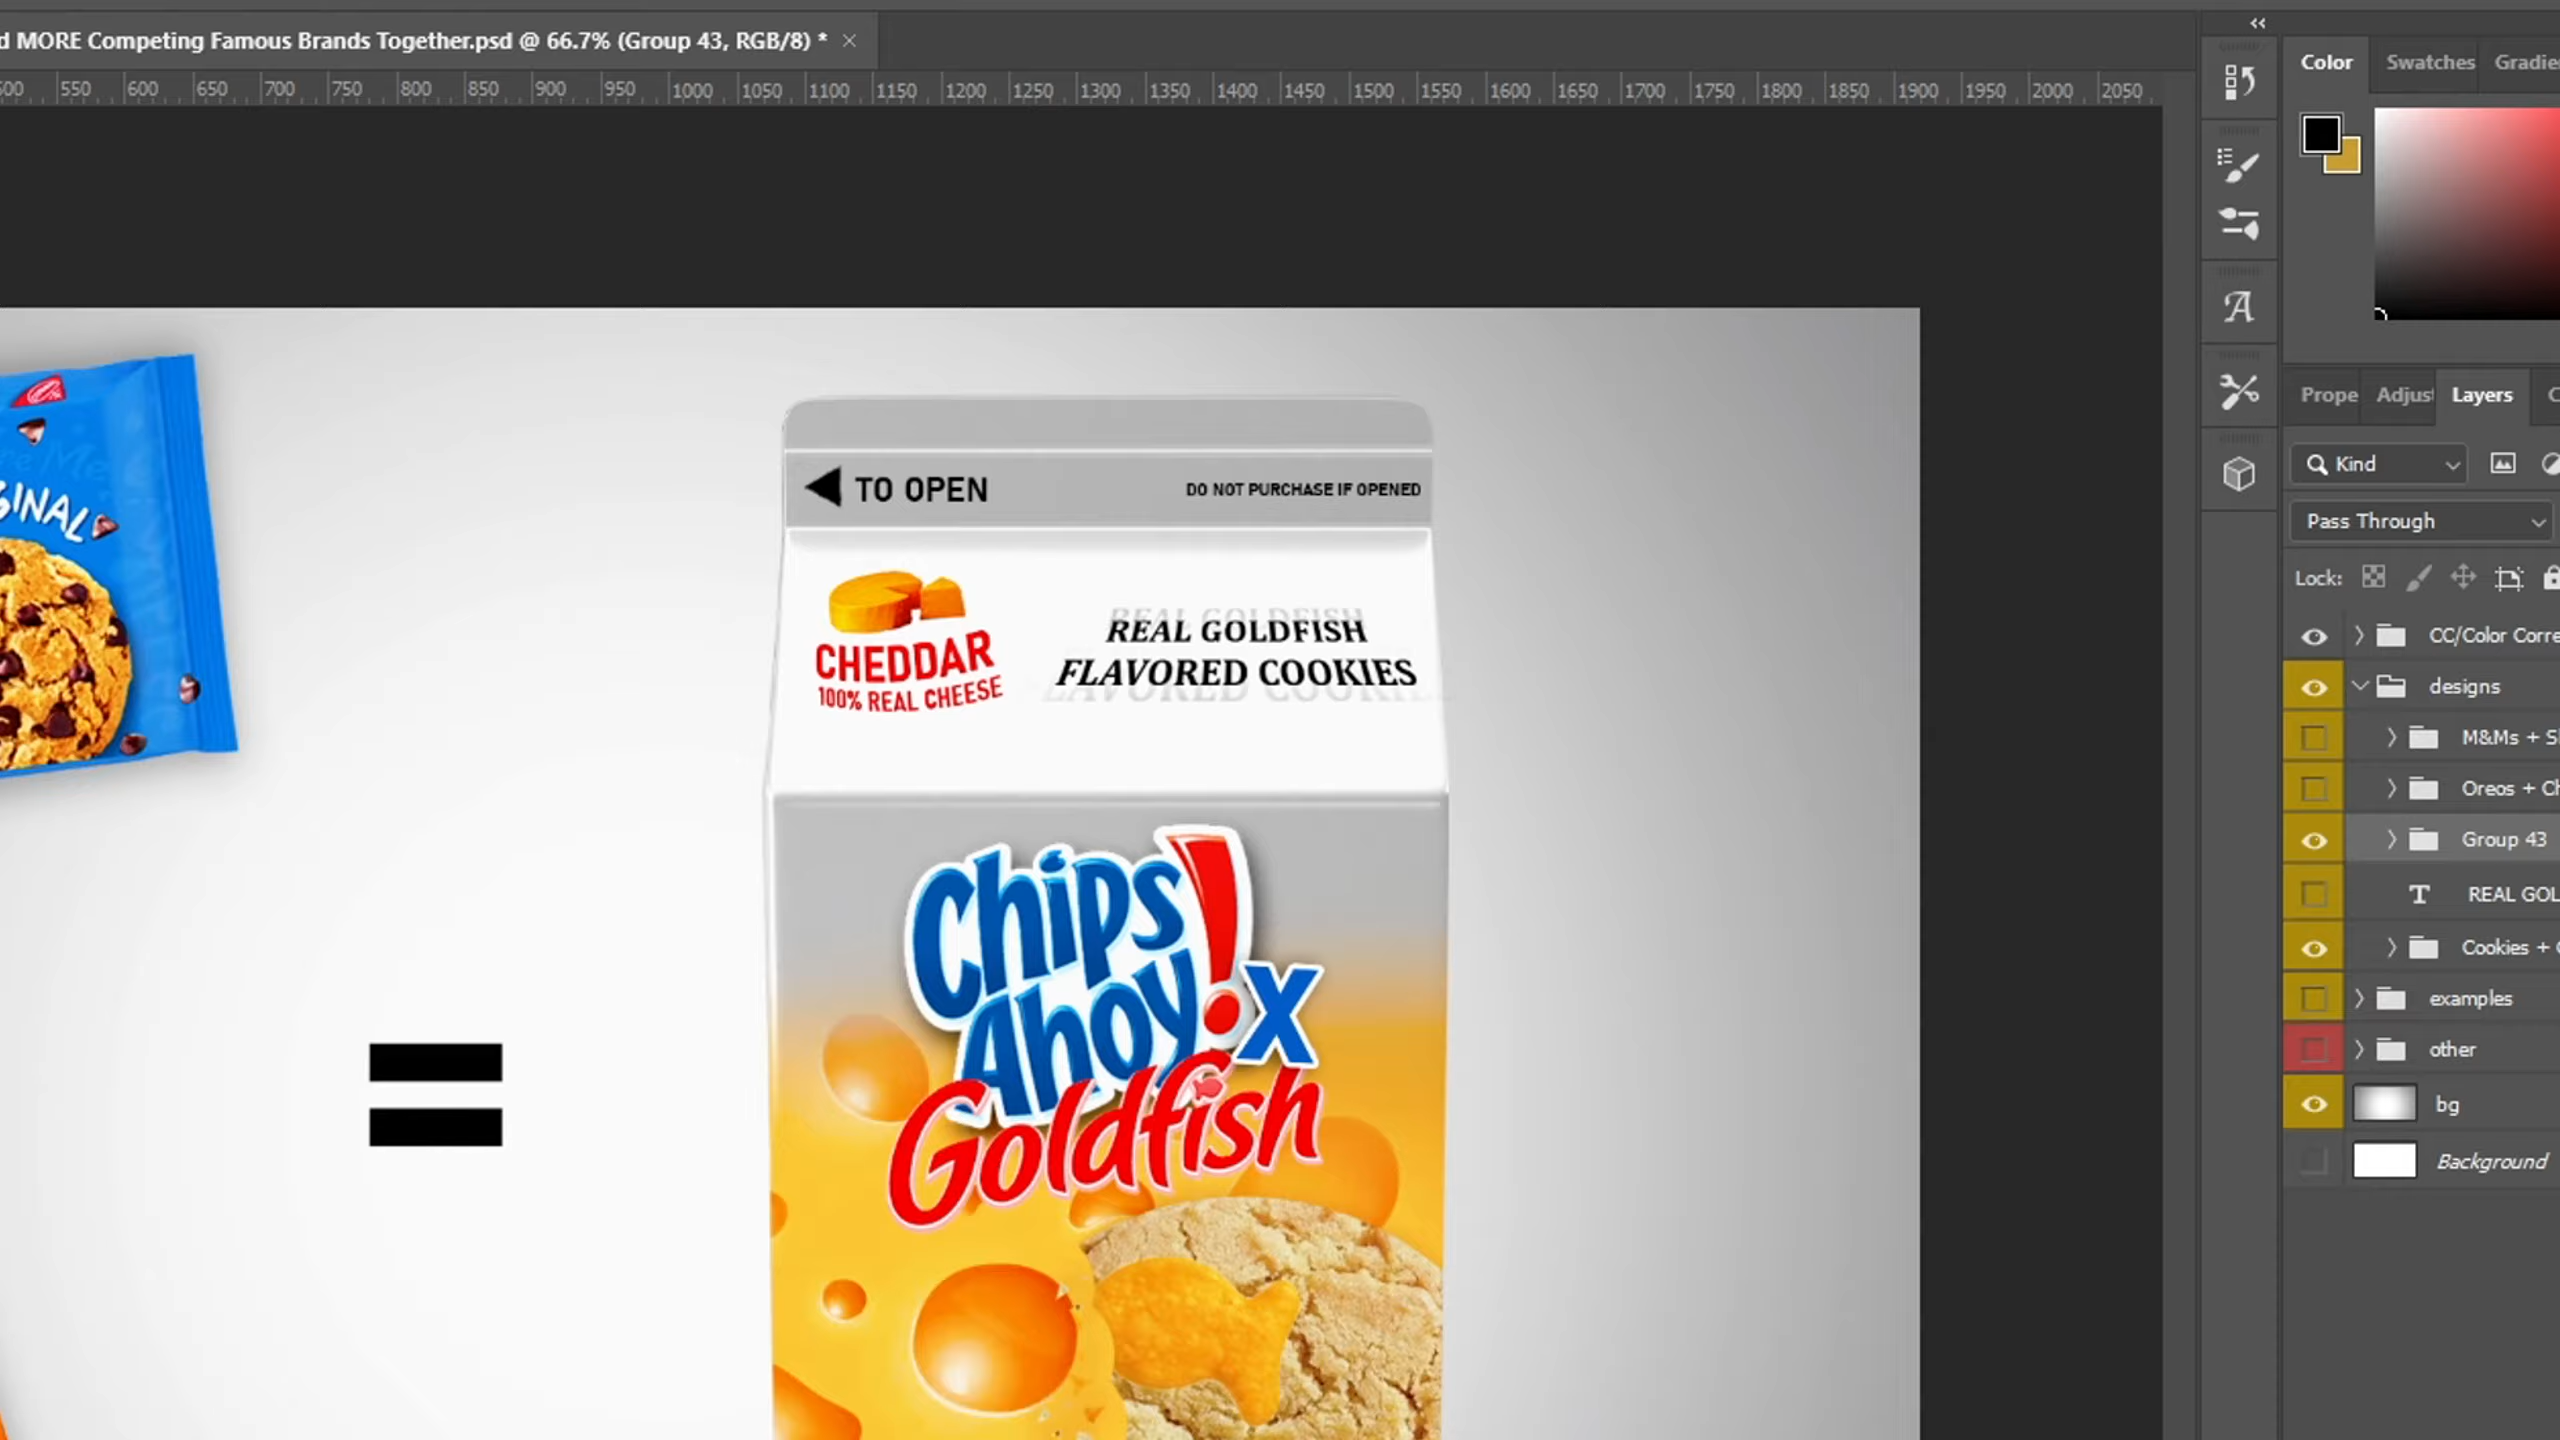 d MORE Competing Famous Brands Together.psd @ 66.7% (Group 43, RGB/8) *
550 600 650 700 750 800 850 900 950 1000 1050 1100 1150 1200 1250 1300 1350 1400 1450 1500 1550 1600 1650 1700 1750 1800 1850 1900 1950 2000 2050
Color Swatches Gradie
Prope Adjus Layers
Kind
Pass Through
Lock:
CC/Color Corre
designs
M&Ms + S
Oreos + Ch
Group 43
T REAL GOL
Cookies + 
examples
other
bg
Background
GINAL
TO OPEN
DO NOT PURCHASE IF OPENED
CHEDDAR
100% REAL CHEESE
REAL GOLDFISH
FLAVORED COOKIES
Chips
Ahoy!
X
Goldfish
=